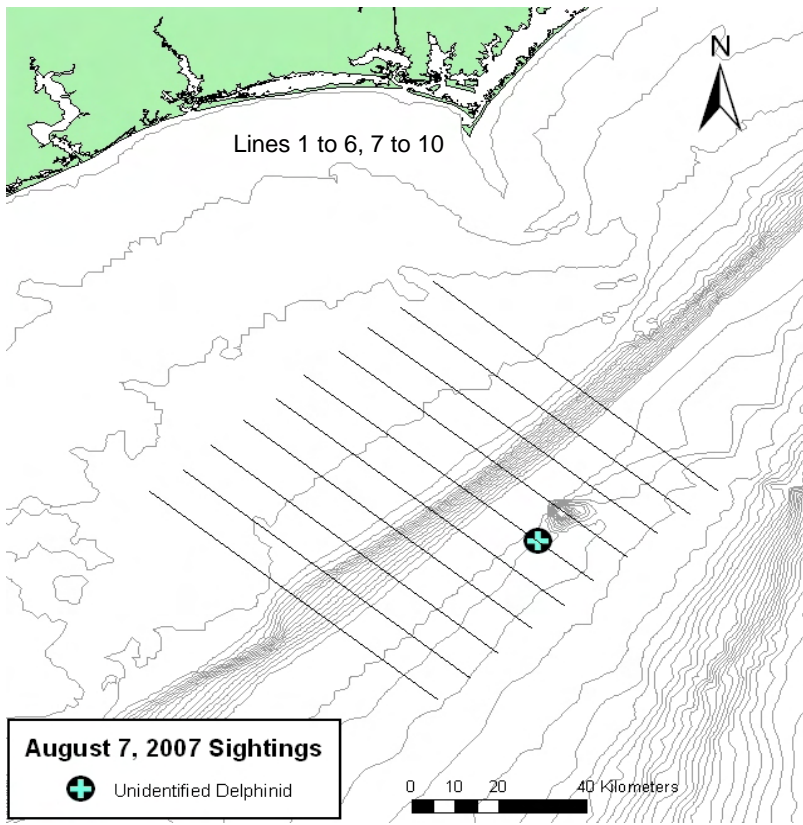 N
Lines 1 to 6, 7 to 10
August 7, 2007 Sightings
Unidentified Delphinid
0 10 20 40 Kilometers